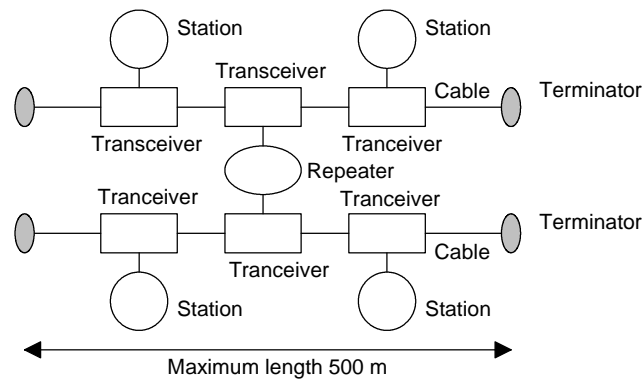 Station
Station
Transceiver
Cable
Terminator
Transceiver
Tranceiver
Repeater
Tranceiver
Tranceiver
Terminator
Tranceiver
Cable
Station
Station
Maximum length 500 m